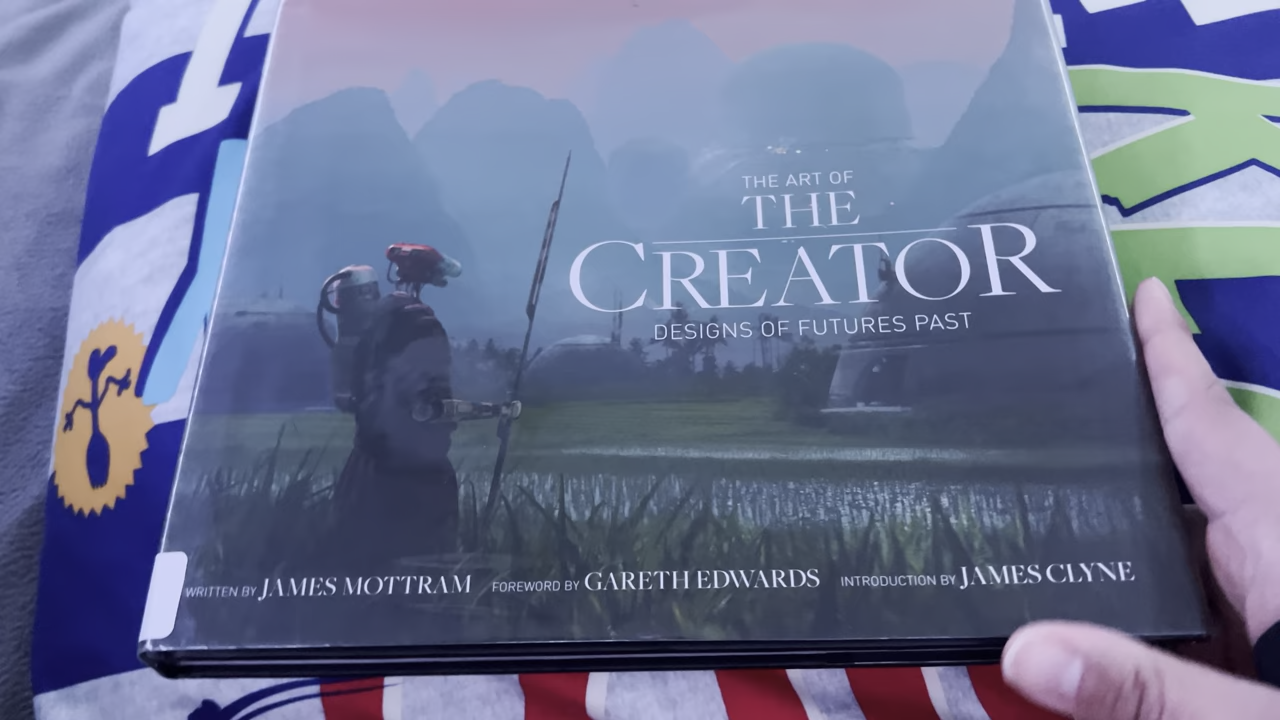 THE ART OF
THE
CREATOR
DESIGNS OF FUTURES PAST
WRITTEN BY JAMES MOTTRAM FOREWORD BY GARETH EDWARDS INTRODUCTION BY JAMES CLYNE